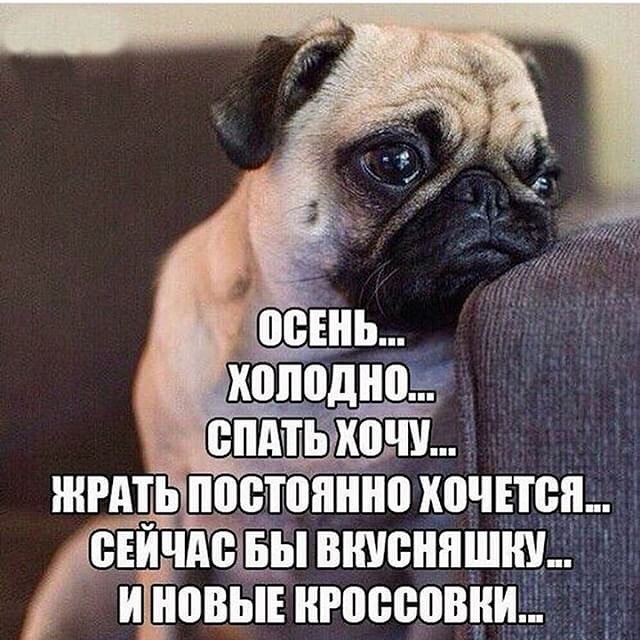 ОСЕНЬ...
ХОЛОДНО...
СПАТЬ ХОЧУ...
ЖРАТЬ ПОСТОЯННО ХОЧЕТСЯ...
СЕЙЧАС БЫ ВКУСНЯШКУ...
И НОВЫЕ КРОССОВКИ...